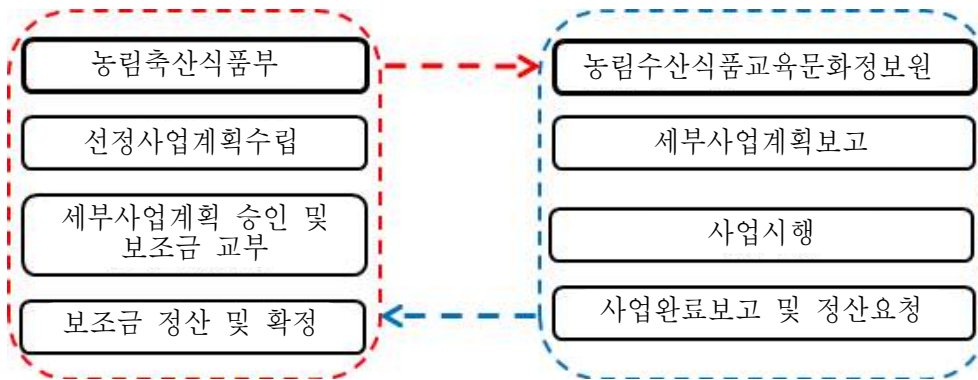 농림축산식품부
선정사업계획수립
세부사업계획 승인 및
보조금 교부
보조금 정산 및 확정
농림수산식품교육문화정보원
세부사업계획보고
사업시행
사업완료보고 및 정산요청